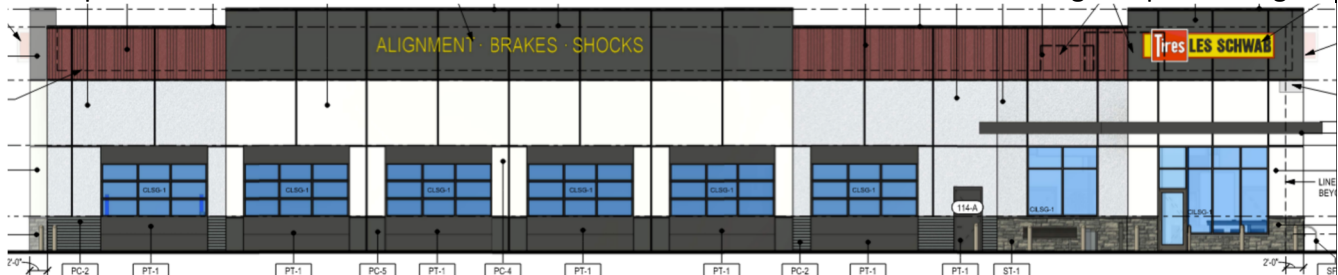 ALIGNMENT · BRAKES · SHOCKS
Tires LES SCHWAB
CLSG-1 CLSG-1 CLSG-1 CLSG-1 CLSG-1 CLSG-1
LINE
BEY
114-A CLSG-1 CLSG-1
2'-0" PC-2 PT-1 PT-1 PC-5 PT-1 PC-4 PT-1 PT-1 PC-2 PT-1 PT-1 ST-1 2'-0"